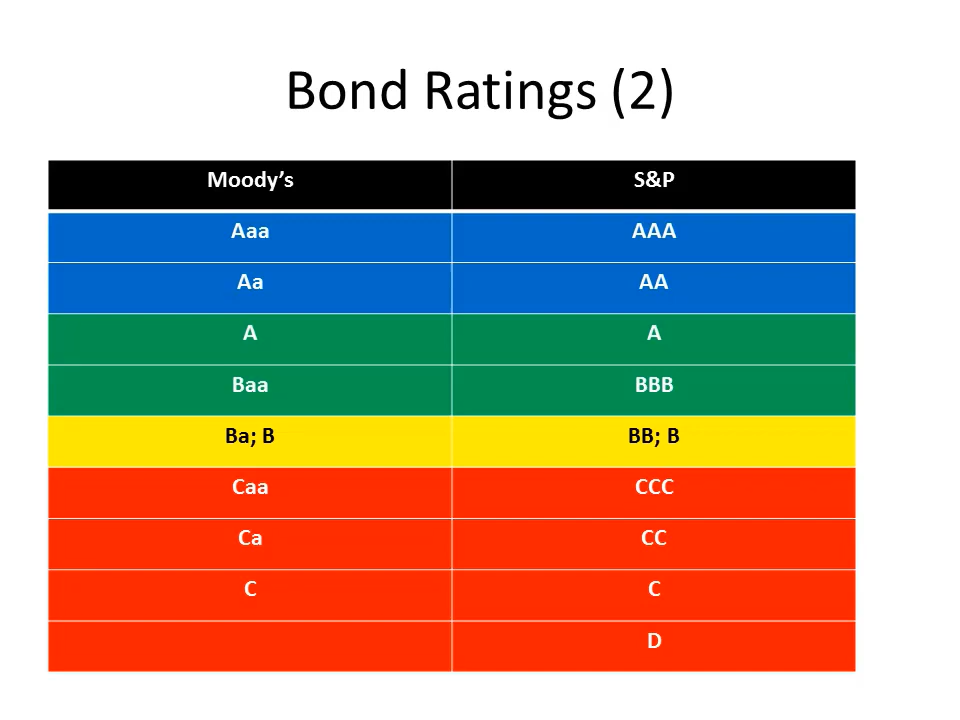 Bond Ratings (2)
Moody’s S&P
Aaa AAA
Aa AA
A A
Baa BBB
Ba; B BB; B
Caa CCC
Ca CC
C C
D